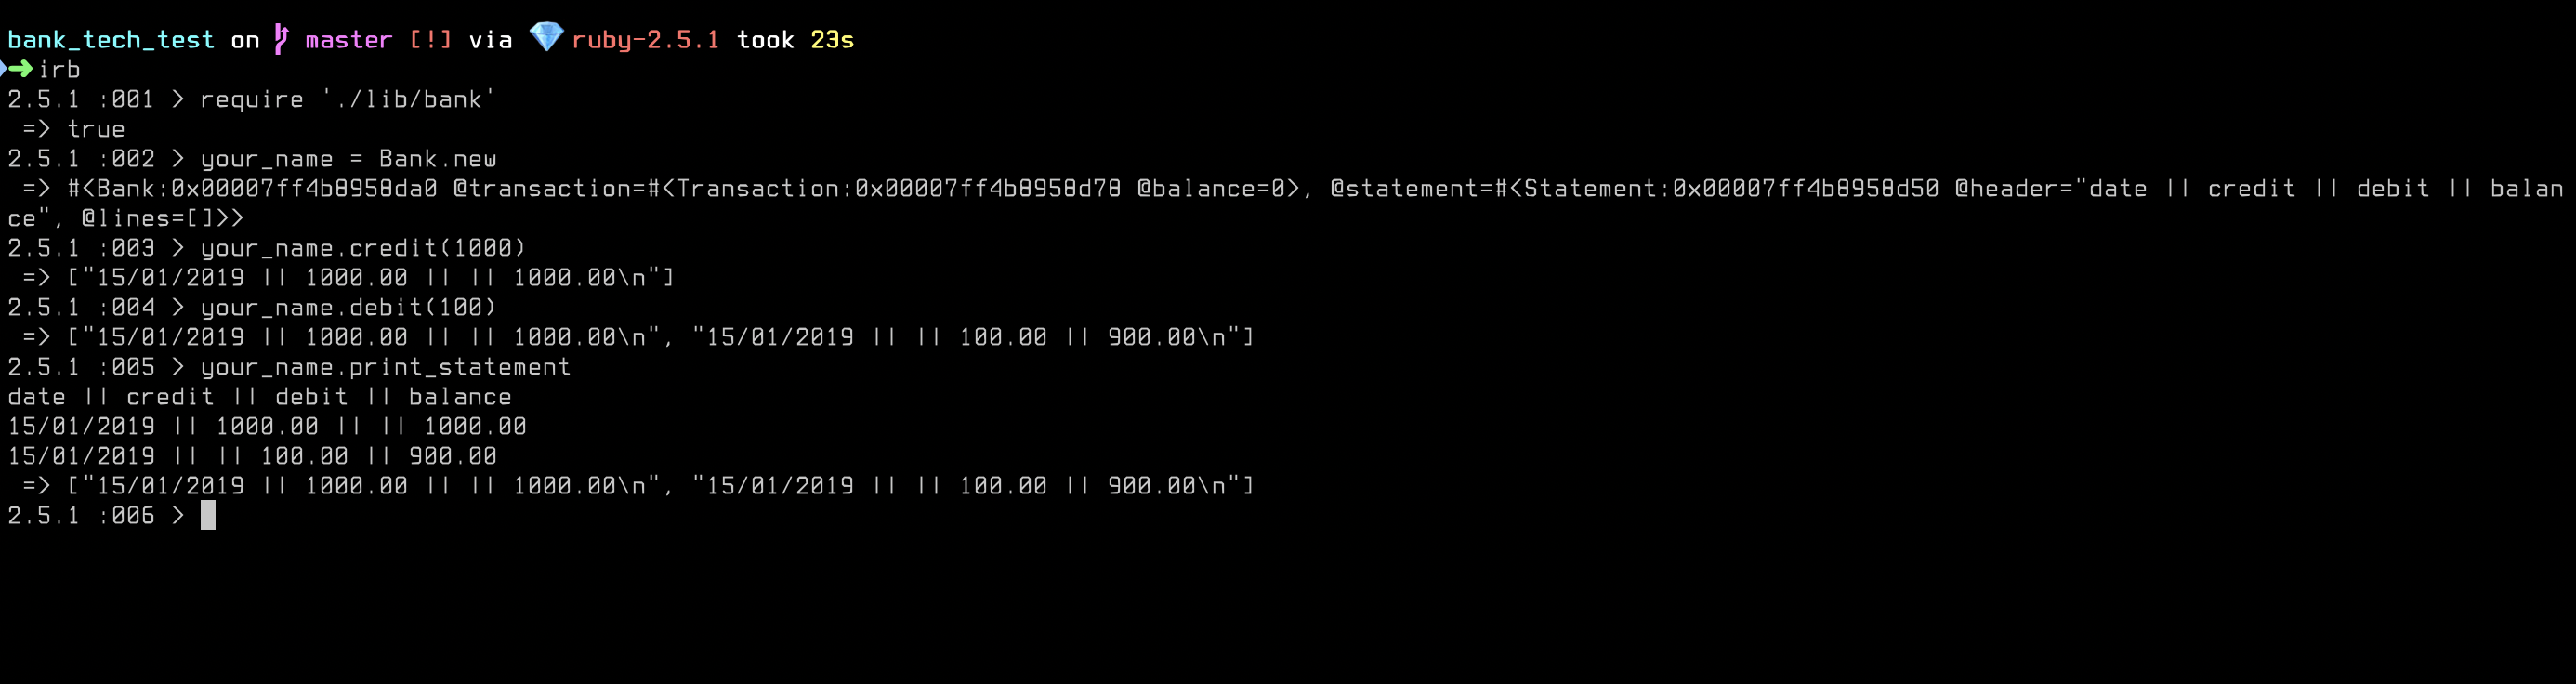 bank_tech_test on master [!] via ruby-2.5.1 took 23s
➜ irb
2.5.1 :001 > require './lib/bank'
 => true
2.5.1 :002 > your_name = Bank.new
 => #<Bank:0x00007ff4b8958da0 @transaction=#<Transaction:0x00007ff4b8958d78 @balance=0>, @statement=#<Statement:0x00007ff4b8958d50 @header="date || credit || debit || balan
ce", @lines=[]>>
2.5.1 :003 > your_name.credit(1000)
 => ["15/01/2019 || 1000.00 || || 1000.00\n"]
2.5.1 :004 > your_name.debit(100)
 => ["15/01/2019 || 1000.00 || || 1000.00\n", "15/01/2019 || || 100.00 || 900.00\n"]
2.5.1 :005 > your_name.print_statement
date || credit || debit || balance
15/01/2019 || 1000.00 || || 1000.00
15/01/2019 || || 100.00 || 900.00
 => ["15/01/2019 || 1000.00 || || 1000.00\n", "15/01/2019 || || 100.00 || 900.00\n"]
2.5.1 :006 >